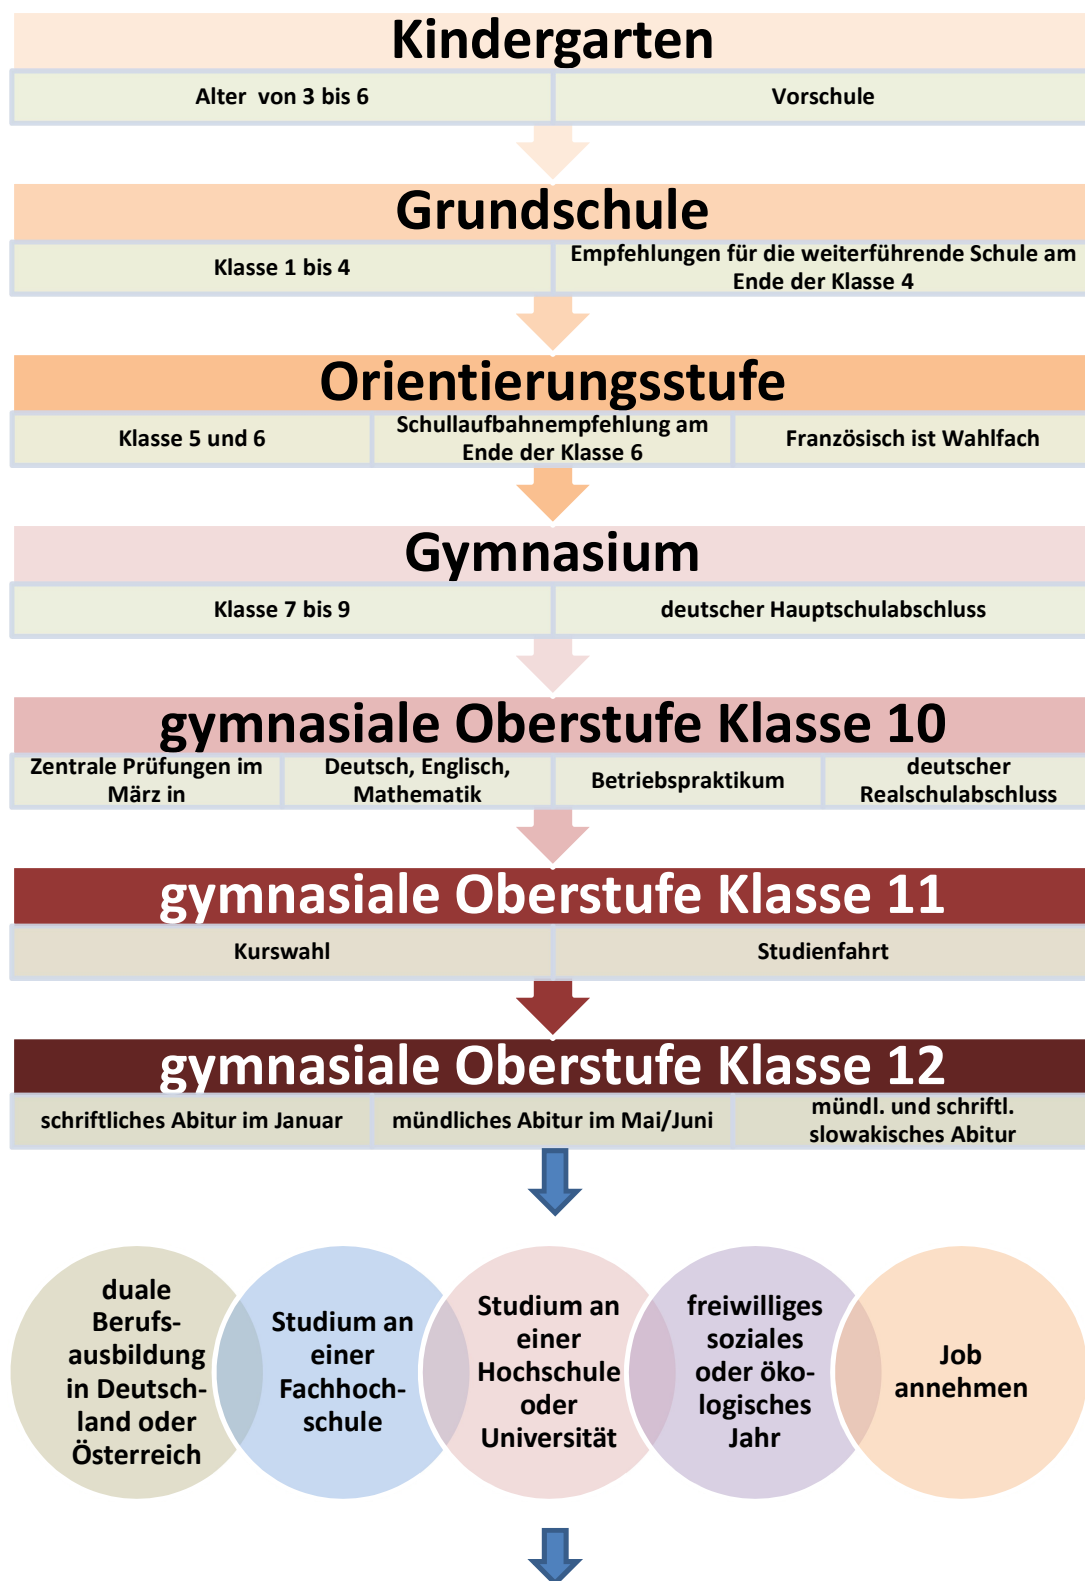 Kindergarten
Alter von 3 bis 6
Vorschule
Grundschule
Klasse 1 bis 4
Empfehlungen für die weiterführende Schule am
Ende der Klasse 4
Orientierungsstufe
Klasse 5 und 6
Schullaufbahnempfehlung am
Ende der Klasse 6
Französisch ist Wahlfach
Gymnasium
Klasse 7 bis 9
deutscher Hauptschulabschluss
gymnasiale Oberstufe Klasse 10
Zentrale Prüfungen im
März in
Deutsch, Englisch,
Mathematik
Betriebspraktikum
deutscher
Realschulabschluss
gymnasiale Oberstufe Klasse 11
Kurswahl
Studienfahrt
gymnasiale Oberstufe Klasse 12
schriftliches Abitur im Januar
mündliches Abitur im Mai/Juni
mündl. und schriftl.
slowakisches Abitur
duale
Berufs-
ausbildung
in Deutsch-
land oder
Österreich
Studium an
einer
Fachhoch-
schule
Studium an
einer
Hochschule
oder
Universität
freiwilliges
soziales
oder öko-
logisches
Jahr
Job
annehmen